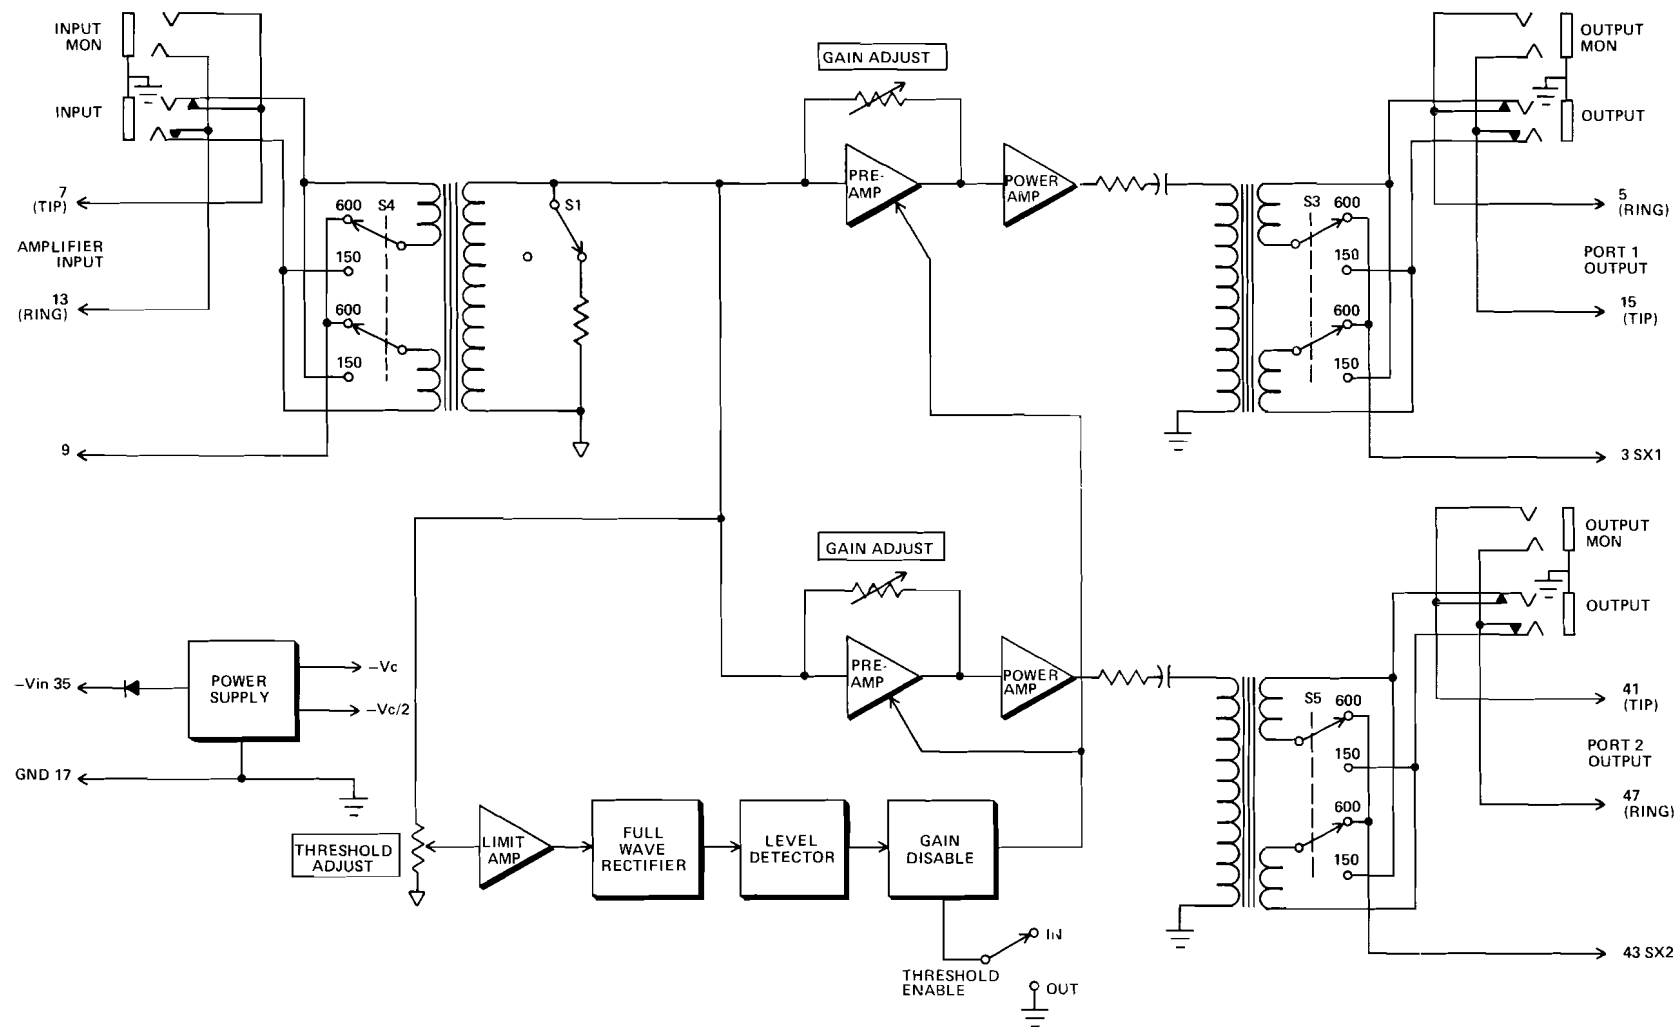 INPUT
MON
INPUT
7
(TIP)
AMPLIFIER
INPUT
13
(RING)
9
600
S4
150
600
150
S1
GAIN ADJUST
PRE-
AMP
POWER
AMP
S3
600
150
600
150
OUTPUT
MON
OUTPUT
5
(RING)
PORT 1
OUTPUT
15
(TIP)
3 SX1
GAIN ADJUST
PRE-
AMP
POWER
AMP
S5
600
150
600
150
OUTPUT
MON
OUTPUT
41
(TIP)
PORT 2
OUTPUT
47
(RING)
43 SX2
-Vin 35
POWER
SUPPLY
-Vc
-Vc/2
GND 17
THRESHOLD
ADJUST
LIMIT
AMP
FULL
WAVE
RECTIFIER
LEVEL
DETECTOR
GAIN
DISABLE
IN
THRESHOLD
ENABLE
OUT